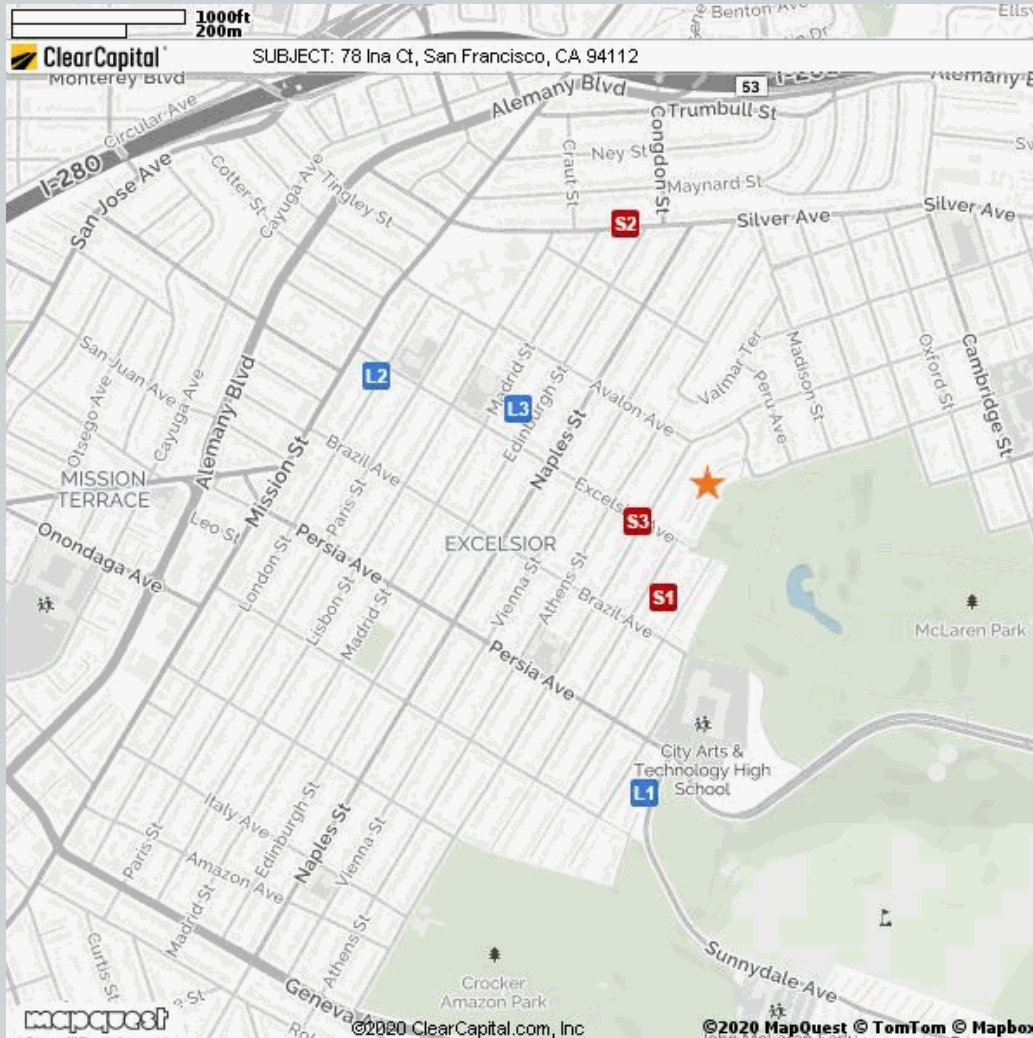 1000ft
200m
Benton Ave
ClearCapital
SUBJECT: 78 Ina Ct, San Francisco, CA 94112
Monterey Blvd
Circular Ave
I-280
San Jose Ave
Cotter St
Cayuga Ave
Tingley St
Alemany Blvd
53
Trumbull St
Congdon St
Craut St
Ney St
Maynard St
S2
Silver Ave
Silver Ave
San Juan Ave
Otsego Ave
Cayuga Ave
Alemany Blvd
L2
L3
Madrid St
Edinburgh St
Naples St
Avalon Ave
Valmar Ter
Peru Ave
Madison St
Oxford St
Cambridge St
MISSION
TERRACE
Mission St
Brazil Ave
Paris St
Leo St
Onondaga Ave
Persia Ave
London St
Lisbon St
Madrid St
EXCELSIOR
Excelsior Ave
S3
S1
Vienna St
Athens St
Brazil Ave
Persia Ave
McLaren Park
City Arts &
Technology High
School
L1
Italy Ave
Edinburgh St
Naples St
Vienna St
Paris St
Amazon Ave
Madrid St
Athens St
Curtis St
Geneva A
Crocker
Amazon Park
Sunnydale Ave
mapquest
©2020 ClearCapital.com, Inc
©2020 MapQuest © TomTom © Mapbox